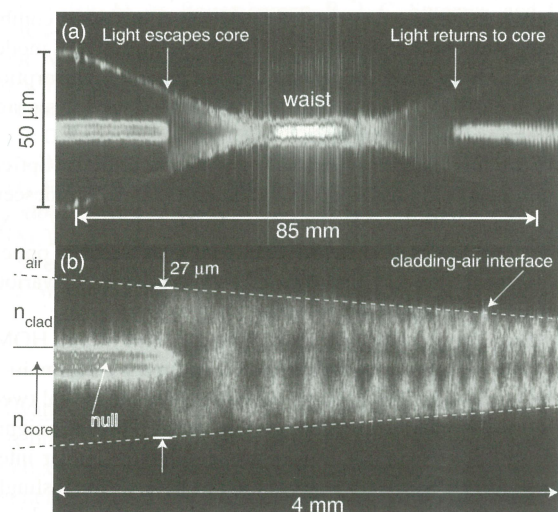 (a)
Light escapes core
Light returns to core
50 µm
waist
85 mm
n_air
(b)
27 µm
cladding-air interface
n_clad
null
n_core
4 mm